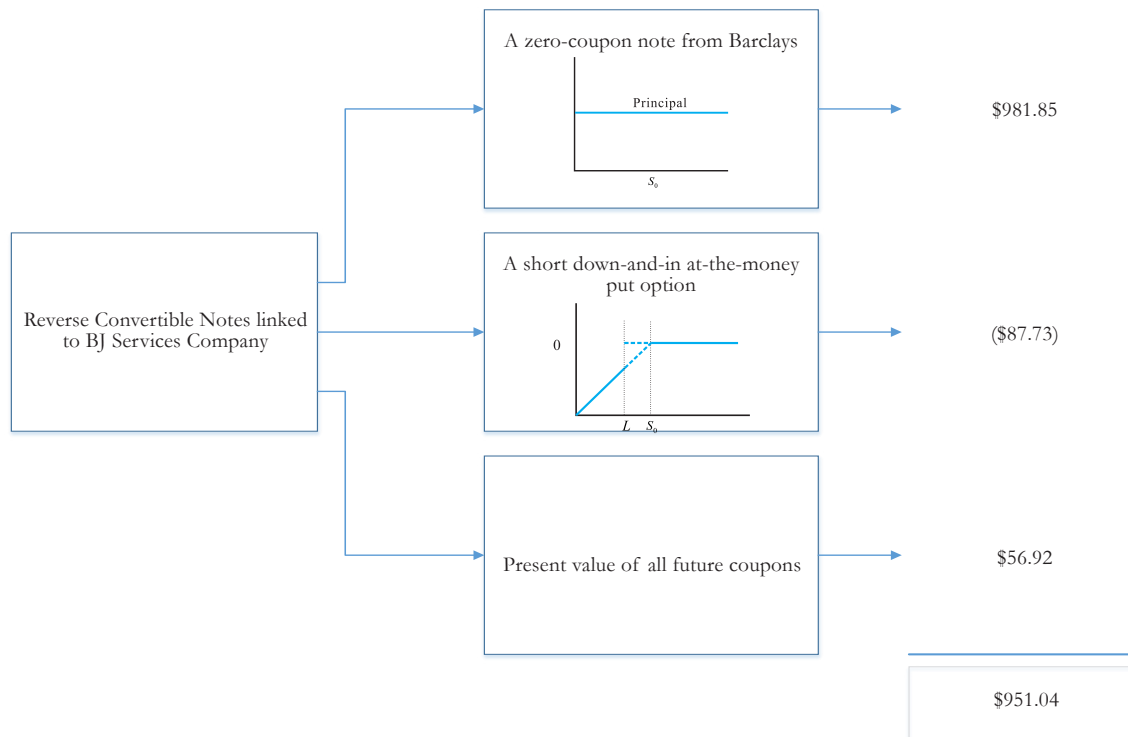 A zero-coupon note from Barclays
Principal
S₀
$981.85
Reverse Convertible Notes linked
to BJ Services Company
A short down-and-in at-the-money
put option
0
L S₀
($87.73)
Present value of all future coupons
$56.92
$951.04